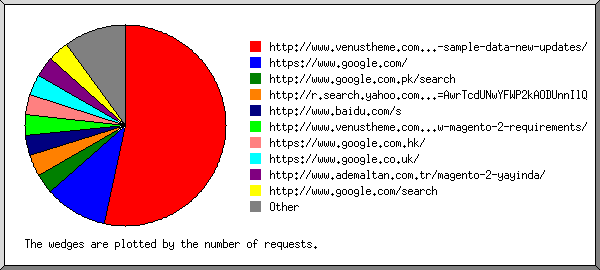 http://www.venustheme.com...-sample-data-new-updates/
https://www.google.com/
http://www.google.com.pk/search
http://r.search.yahoo.com...=AwrTcdUNwYFWP2kAODUnnIlQ
http://www.baidu.com/s
http://www.venustheme.com...w-magento-2-requirements/
https://www.google.com.hk/
https://www.google.co.uk/
http://www.ademaltan.com.tr/magento-2-yayinda/
http://www.google.com/search
Other
The wedges are plotted by the number of requests.